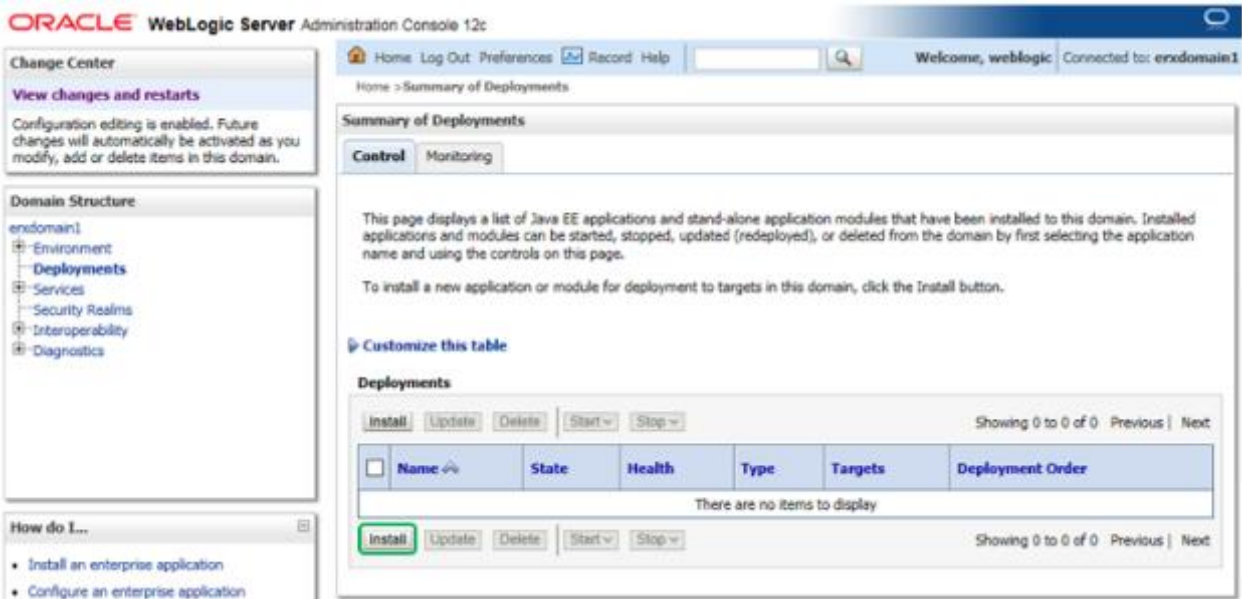 ORACLE WebLogic Server Administration Console 12c
Change Center
View changes and restarts
Configuration editing is enabled. Future
changes will automatically be activated as you
modify, add or delete items in this domain.
Domain Structure
erxdomain1
Environment
Deployments
Services
Security Realms
Interoperability
Diagnostics
How do I...
Install an enterprise application
Configure an enterprise application
Home Log Out Preferences Record Help
Welcome, weblogic Connected to: erxdomain1
Home >Summary of Deployments
Summary of Deployments
Control Monitoring
This page displays a list of Java EE applications and stand-alone application modules that have been installed to this domain. Installed
applications and modules can be started, stopped, updated (redeployed), or deleted from the domain by first selecting the application
name and using the controls on this page.
To install a new application or module for deployment to targets in this domain, click the Install button.
Customize this table
Deployments
Install Update Delete Start Stop Showing 0 to 0 of 0 Previous | Next
Name State Health Type Targets Deployment Order
There are no items to display
Install Update Delete Start Stop Showing 0 to 0 of 0 Previous | Next